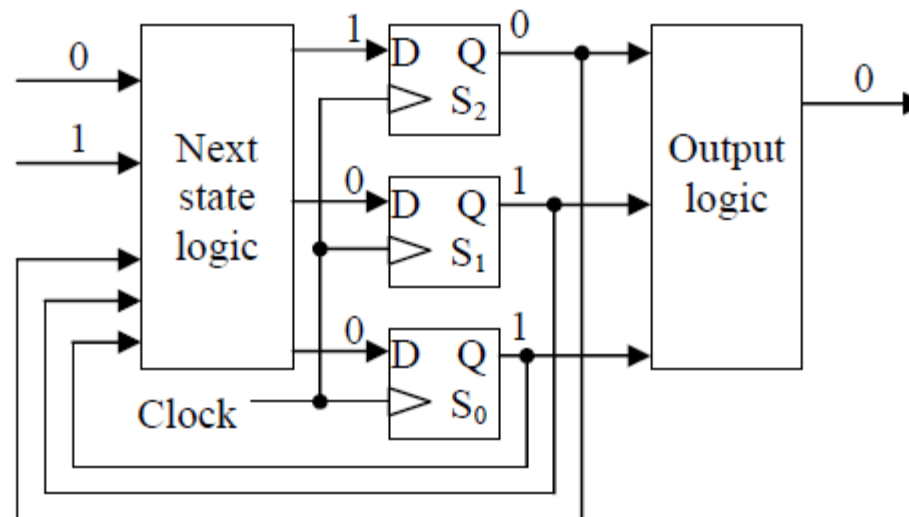 0
1
Next
state
logic
1
0
0
D Q
S₂
D Q
S₁
D Q
S₀
0
1
1
Clock
Output
logic
0